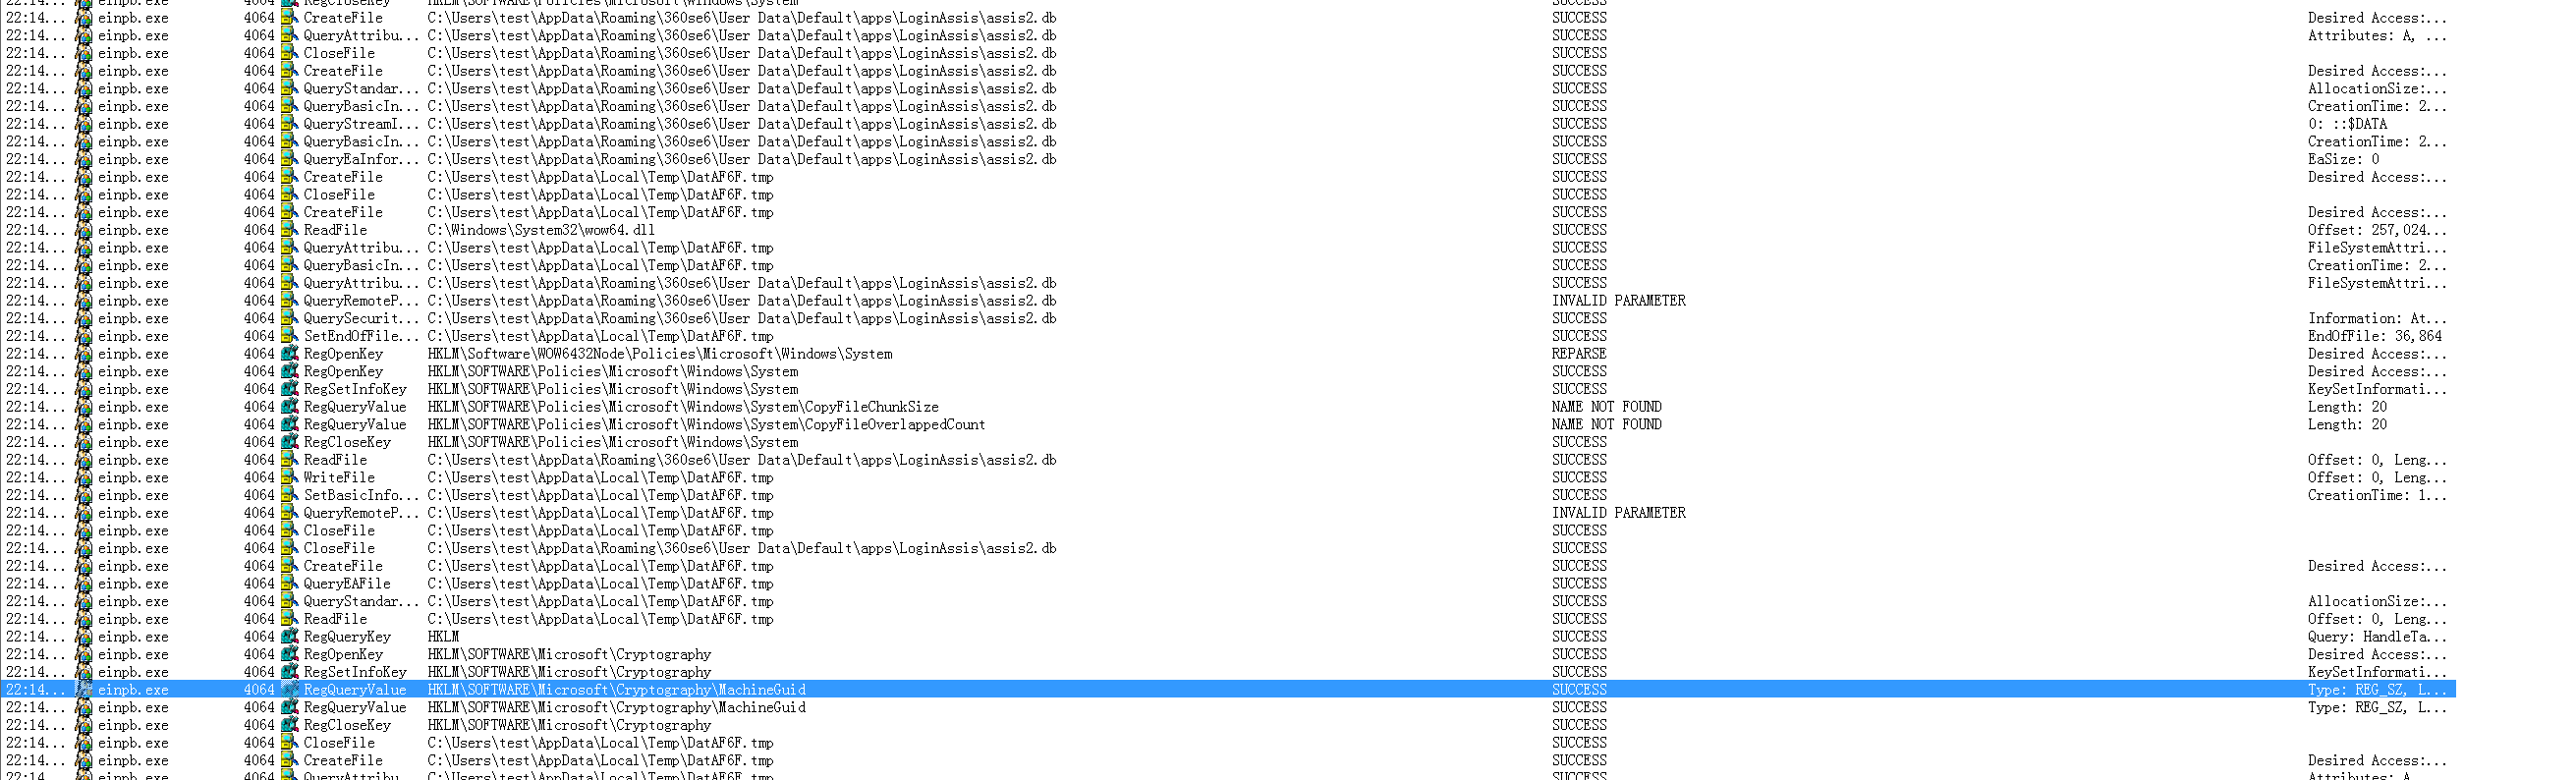 RegCloseKey HKLM\SOFTWARE\Policies\Microsoft\Windows\System SUCCESS
22:14... einpb.exe 4064 CreateFile C:\Users\test\AppData\Roaming\360se6\User Data\Default\apps\LoginAssis\assis2.db SUCCESS Desired Access:...
22:14... einpb.exe 4064 QueryAttribu... C:\Users\test\AppData\Roaming\360se6\User Data\Default\apps\LoginAssis\assis2.db SUCCESS Attributes: A, ...
22:14... einpb.exe 4064 CloseFile C:\Users\test\AppData\Roaming\360se6\User Data\Default\apps\LoginAssis\assis2.db SUCCESS
22:14... einpb.exe 4064 CreateFile C:\Users\test\AppData\Roaming\360se6\User Data\Default\apps\LoginAssis\assis2.db SUCCESS Desired Access:...
22:14... einpb.exe 4064 QueryStandar... C:\Users\test\AppData\Roaming\360se6\User Data\Default\apps\LoginAssis\assis2.db SUCCESS AllocationSize:...
22:14... einpb.exe 4064 QueryBasicIn... C:\Users\test\AppData\Roaming\360se6\User Data\Default\apps\LoginAssis\assis2.db SUCCESS CreationTime: 2...
22:14... einpb.exe 4064 QueryStreamI... C:\Users\test\AppData\Roaming\360se6\User Data\Default\apps\LoginAssis\assis2.db SUCCESS 0: ::$DATA
22:14... einpb.exe 4064 QueryBasicIn... C:\Users\test\AppData\Roaming\360se6\User Data\Default\apps\LoginAssis\assis2.db SUCCESS CreationTime: 2...
22:14... einpb.exe 4064 QueryEaInfor... C:\Users\test\AppData\Roaming\360se6\User Data\Default\apps\LoginAssis\assis2.db SUCCESS EaSize: 0
22:14... einpb.exe 4064 CreateFile C:\Users\test\AppData\Local\Temp\DatAF6F.tmp SUCCESS Desired Access:...
22:14... einpb.exe 4064 CloseFile C:\Users\test\AppData\Local\Temp\DatAF6F.tmp SUCCESS
22:14... einpb.exe 4064 CreateFile C:\Users\test\AppData\Local\Temp\DatAF6F.tmp SUCCESS Desired Access:...
22:14... einpb.exe 4064 ReadFile C:\Windows\System32\wow64.dll SUCCESS Offset: 257,024...
22:14... einpb.exe 4064 QueryAttribu... C:\Users\test\AppData\Local\Temp\DatAF6F.tmp SUCCESS FileSystemAttri...
22:14... einpb.exe 4064 QueryBasicIn... C:\Users\test\AppData\Local\Temp\DatAF6F.tmp SUCCESS CreationTime: 2...
22:14... einpb.exe 4064 QueryAttribu... C:\Users\test\AppData\Roaming\360se6\User Data\Default\apps\LoginAssis\assis2.db SUCCESS FileSystemAttri...
22:14... einpb.exe 4064 QueryRemoteP... C:\Users\test\AppData\Roaming\360se6\User Data\Default\apps\LoginAssis\assis2.db INVALID PARAMETER
22:14... einpb.exe 4064 QuerySecurit... C:\Users\test\AppData\Roaming\360se6\User Data\Default\apps\LoginAssis\assis2.db SUCCESS Information: At...
22:14... einpb.exe 4064 SetEndOfFile... C:\Users\test\AppData\Local\Temp\DatAF6F.tmp SUCCESS EndOfFile: 36,864
22:14... einpb.exe 4064 RegOpenKey HKLM\Software\WOW6432Node\Policies\Microsoft\Windows\System REPARSE Desired Access:...
22:14... einpb.exe 4064 RegOpenKey HKLM\SOFTWARE\Policies\Microsoft\Windows\System SUCCESS Desired Access:...
22:14... einpb.exe 4064 RegSetInfoKey HKLM\SOFTWARE\Policies\Microsoft\Windows\System SUCCESS KeySetInformati...
22:14... einpb.exe 4064 RegQueryValue HKLM\SOFTWARE\Policies\Microsoft\Windows\System\CopyFileChunkSize NAME NOT FOUND Length: 20
22:14... einpb.exe 4064 RegQueryValue HKLM\SOFTWARE\Policies\Microsoft\Windows\System\CopyFileOverlappedCount NAME NOT FOUND Length: 20
22:14... einpb.exe 4064 RegCloseKey HKLM\SOFTWARE\Policies\Microsoft\Windows\System SUCCESS
22:14... einpb.exe 4064 ReadFile C:\Users\test\AppData\Roaming\360se6\User Data\Default\apps\LoginAssis\assis2.db SUCCESS Offset: 0, Leng...
22:14... einpb.exe 4064 WriteFile C:\Users\test\AppData\Local\Temp\DatAF6F.tmp SUCCESS Offset: 0, Leng...
22:14... einpb.exe 4064 SetBasicInfo... C:\Users\test\AppData\Local\Temp\DatAF6F.tmp SUCCESS CreationTime: 1...
22:14... einpb.exe 4064 QueryRemoteP... C:\Users\test\AppData\Local\Temp\DatAF6F.tmp INVALID PARAMETER
22:14... einpb.exe 4064 CloseFile C:\Users\test\AppData\Local\Temp\DatAF6F.tmp SUCCESS
22:14... einpb.exe 4064 CloseFile C:\Users\test\AppData\Roaming\360se6\User Data\Default\apps\LoginAssis\assis2.db SUCCESS
22:14... einpb.exe 4064 CreateFile C:\Users\test\AppData\Local\Temp\DatAF6F.tmp SUCCESS Desired Access:...
22:14... einpb.exe 4064 QueryEAFile C:\Users\test\AppData\Local\Temp\DatAF6F.tmp SUCCESS
22:14... einpb.exe 4064 QueryStandar... C:\Users\test\AppData\Local\Temp\DatAF6F.tmp SUCCESS AllocationSize:...
22:14... einpb.exe 4064 ReadFile C:\Users\test\AppData\Local\Temp\DatAF6F.tmp SUCCESS Offset: 0, Leng...
22:14... einpb.exe 4064 RegQueryKey HKLM SUCCESS Query: HandleTa...
22:14... einpb.exe 4064 RegOpenKey HKLM\SOFTWARE\Microsoft\Cryptography SUCCESS Desired Access:...
22:14... einpb.exe 4064 RegSetInfoKey HKLM\SOFTWARE\Microsoft\Cryptography SUCCESS KeySetInformati...
22:14... einpb.exe 4064 RegQueryValue HKLM\SOFTWARE\Microsoft\Cryptography\MachineGuid SUCCESS Type: REG_SZ, L...
22:14... einpb.exe 4064 RegQueryValue HKLM\SOFTWARE\Microsoft\Cryptography\MachineGuid SUCCESS Type: REG_SZ, L...
22:14... einpb.exe 4064 RegCloseKey HKLM\SOFTWARE\Microsoft\Cryptography SUCCESS
22:14... einpb.exe 4064 CloseFile C:\Users\test\AppData\Local\Temp\DatAF6F.tmp SUCCESS
22:14... einpb.exe 4064 CreateFile C:\Users\test\AppData\Local\Temp\DatAF6F.tmp SUCCESS Desired Access:...
22:14 einpb.exe 4064 QueryAttribu C:\Users\test\AppData\Local\Temp\DatAF6F.tmp SUCCESS Attributes: A